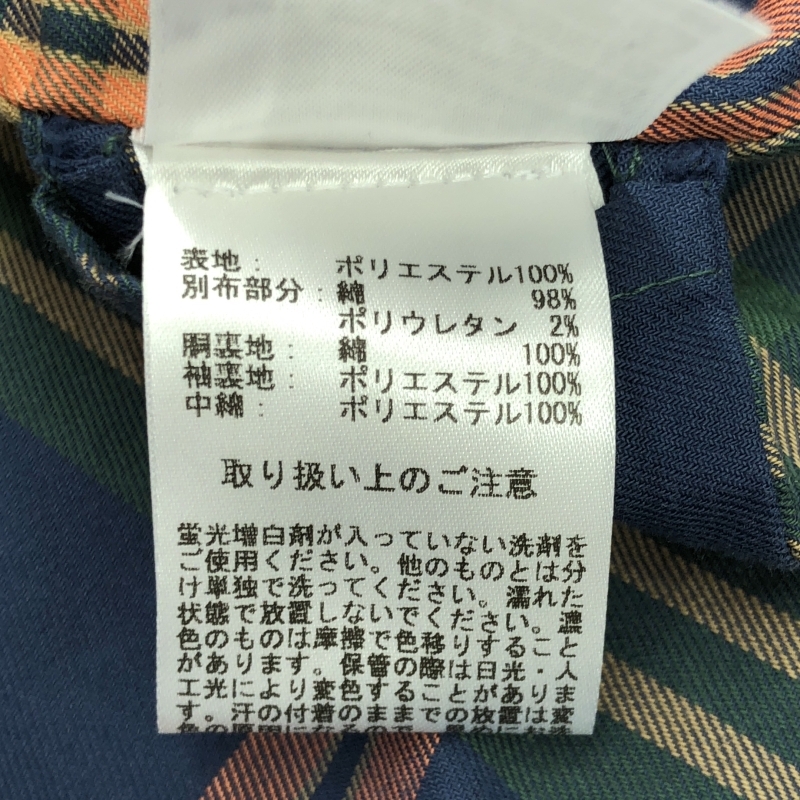 表地： ポリエステル100%
別布部分：綿 98%
ポリウレタン 2%
胴裏地： 綿 100%
袖裏地： ポリエステル100%
中綿： ポリエステル100%
取り扱い上のご注意
蛍光増白剤が入っていない洗剤を
ご使用ください。他のものとは分
け単独で洗ってください。濡れた
状態で放置しないでください。濃
色のものは摩擦で色移りすること
があります。保管の際は日光・人
工光により変色することがありま
す。汗の付着のままでの放置は変
色の原因になるので